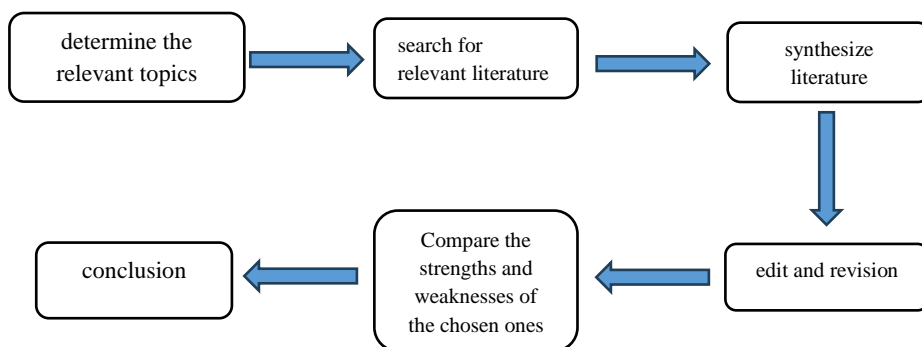 determine the
relevant topics
search for
relevant literature
synthesize
literature
edit and revision
Compare the
strengths and
weaknesses of
the chosen ones
conclusion